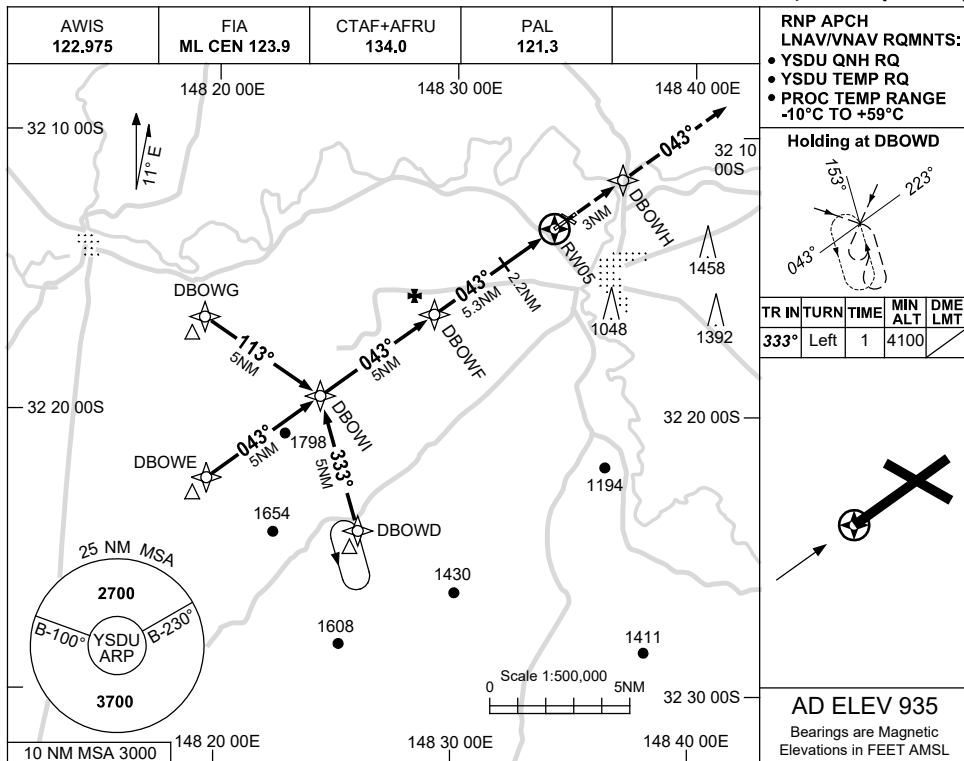 AWIS
122.975
FIA
ML CEN 123.9
CTAF+AFRU
134.0
PAL
121.3
RNP APCH
LNAV/VNAV RQMNTS:
• YSDU QNH RQ
• YSDU TEMP RQ
• PROC TEMP RANGE
-10°C TO +59°C
148 20 00E
148 30 00E
148 40 00E
32 10 00S
11° E
043°
32 10
00S
DBOWH
3NM
RW05
1458
1048
1392
2.2NM
043°
5.3NM
DBOWF
DBOWG
113°
5NM
043°
5NM
DBOWI
32 20 00S
32 20 00S
DBOWE
043°
5NM
1798
333°
5NM
1194
1654
DBOWD
1430
1608
1411
25 NM MSA
2700
B-100°
B-230°
YSDU
ARP
3700
10 NM MSA 3000
Scale 1:500,000
0
5NM
32 30 00S
148 20 00E
148 30 00E
148 40 00E
Holding at DBOWD
153°
223°
043°
TR IN TURN TIME MIN ALT DME LMT
333° Left 1 4100
AD ELEV 935
Bearings are Magnetic
Elevations in FEET AMSL